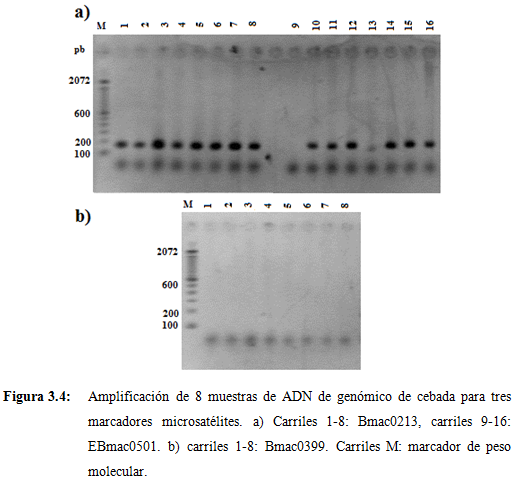 a)
M 1 2 3 4 5 6 7 8 9 10 11 12 13 14 15 16
pb
2072
600
200
100
b)
M 1 2 3 4 5 6 7 8
2072
600
200
100
Figura 3.4: Amplificación de 8 muestras de ADN de genómico de cebada para tres
marcadores microsatélites. a) Carriles 1-8: Bmac0213, carriles 9-16:
EBmac0501. b) carriles 1-8: Bmac0399. Carriles M: marcador de peso
molecular.